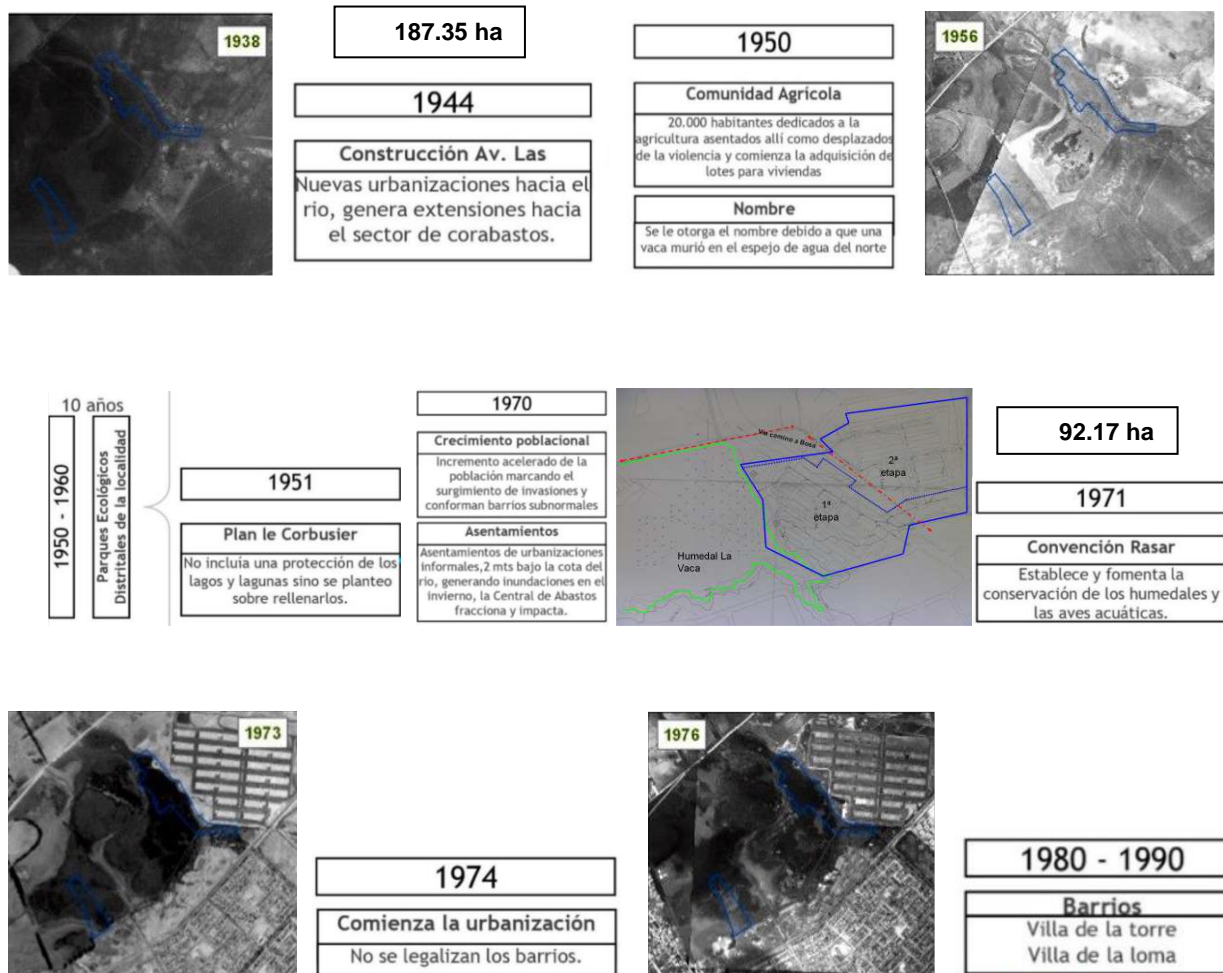 1938
187.35 ha
1944
Construcción Av. Las
Nuevas urbanizaciones hacia el
rio, genera extensiones hacia
el sector de corabastos.
1950
Comunidad Agrícola
20.000 habitantes dedicados a la
agricultura asentados allí como desplazados
de la violencia y comienza la adquisición de
lotes para viviendas
Nombre
Se le otorga el nombre debido a que una
vaca murió en el espejo de agua del norte
1956
10 años
1950 - 1960
Parques Ecológicos
Distritales de la localidad
1951
Plan le Corbusier
No incluía una protección de los
lagos y lagunas sino se planteo
sobre rellenarlos.
1970
Crecimiento poblacional
Incremento acelerado de la
población marcando el
surgimiento de invasiones y
conforman barrios subnormales
Asentamientos
Asentamientos de urbanizaciones
informales,2 mts bajo la cota del
rio, generando inundaciones en el
invierno, la Central de Abastos
fracciona y impacta.
Via camino a Bosa
2ª
etapa
1ª
etapa
Humedal La
Vaca
92.17 ha
1971
Convención Rasar
Establece y fomenta la
conservación de los humedales y
las aves acuáticas.
1973
1974
Comienza la urbanización
No se legalizan los barrios.
1976
1980 - 1990
Barrios
Villa de la torre
Villa de la loma